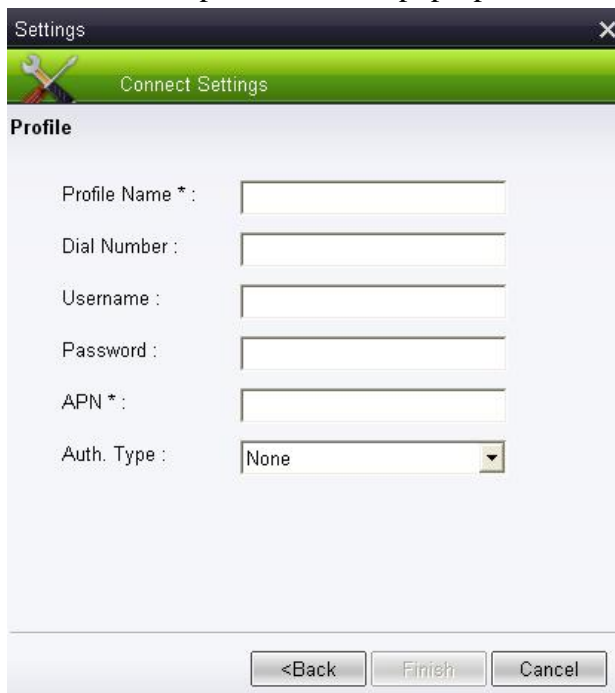 Settings
Connect Settings
Profile
Profile Name * :
Dial Number :
Username :
Password :
APN * :
Auth. Type : None
<Back Finish Cancel